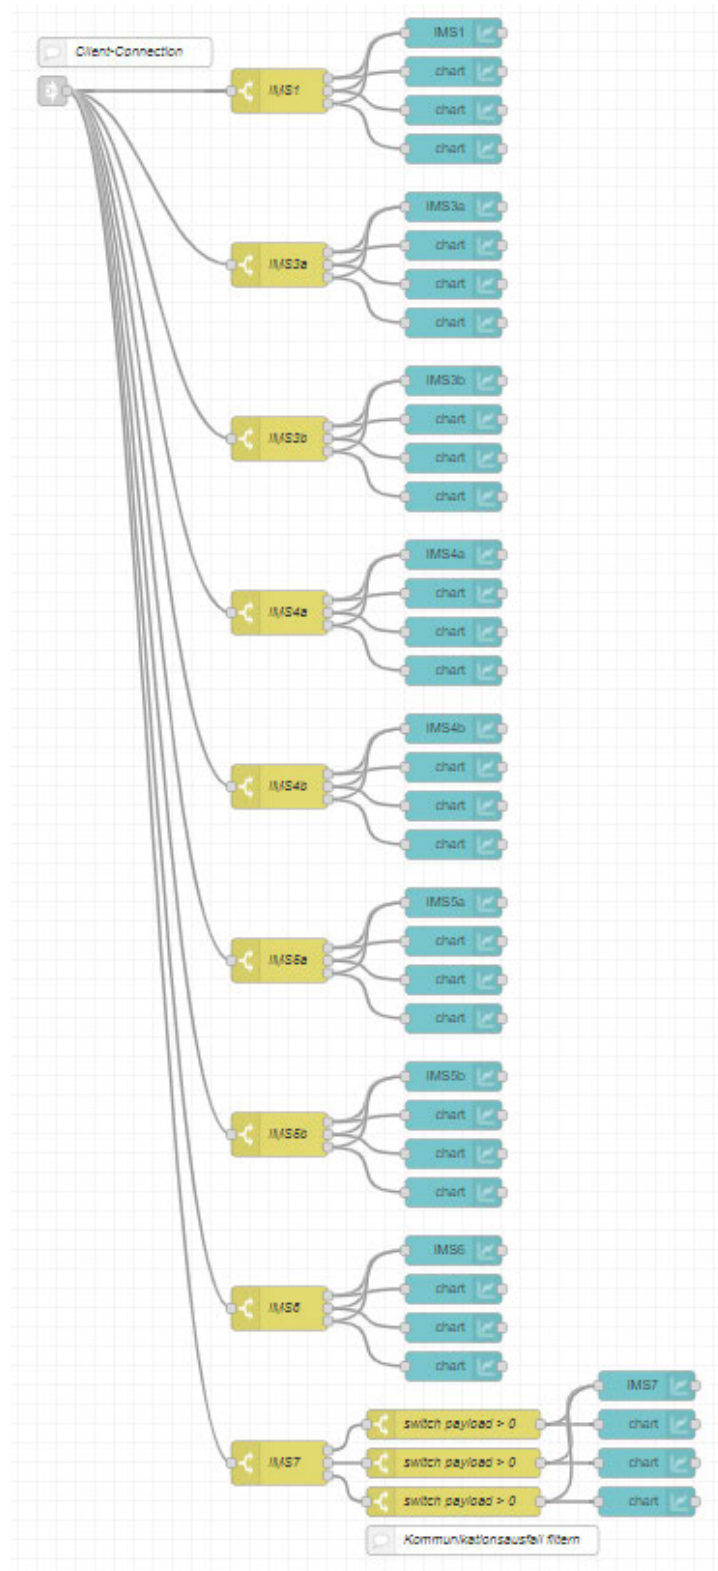 Client-Connection
IMS1
IMS1
chart
chart
chart
IMS3a
IMS3a
chart
chart
chart
IMS3b
IMS3b
chart
chart
chart
IMS4a
IMS4a
chart
chart
chart
IMS4b
IMS4b
chart
chart
chart
IMS5a
IMS5a
chart
chart
chart
IMS5b
IMS5b
chart
chart
chart
IMS6
IMS6
chart
chart
chart
IMS7
IMS7
switch payload > 0
chart
switch payload > 0
chart
switch payload > 0
chart
Kommunikationsausfall filtern